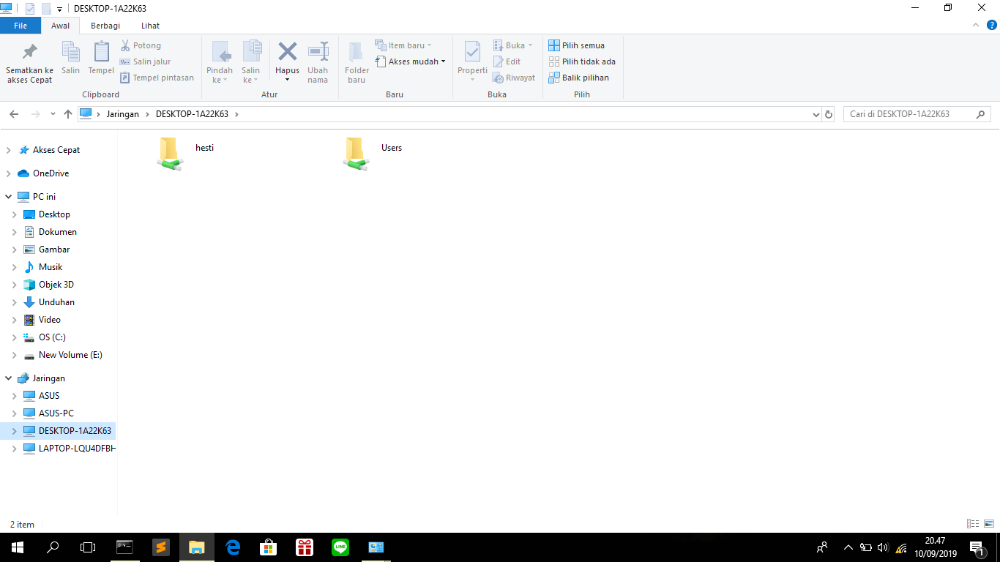 DESKTOP-1A22K63
File Awal Berbagi Lihat
Sematkan ke akses Cepat
Salin
Tempel
Potong
Salin jalur
Tempel pintasan
Clipboard
Pindah ke
Salin ke
Hapus
Ubah nama
Atur
Folder baru
Item baru
Akses mudah
Baru
Properti
Buka
Edit
Riwayat
Buka
Pilih semua
Pilih tidak ada
Balik pilihan
Pilih
Jaringan DESKTOP-1A22K63
Cari di DESKTOP-1A22K63
Akses Cepat
OneDrive
PC ini
Desktop
Dokumen
Gambar
Musik
Objek 3D
Unduhan
Video
OS (C:)
New Volume (E:)
Jaringan
ASUS
ASUS-PC
DESKTOP-1A22K63
LAPTOP-LQU4DFBH
hesti
Users
2 item
LINE
20.47
10/09/2019
1